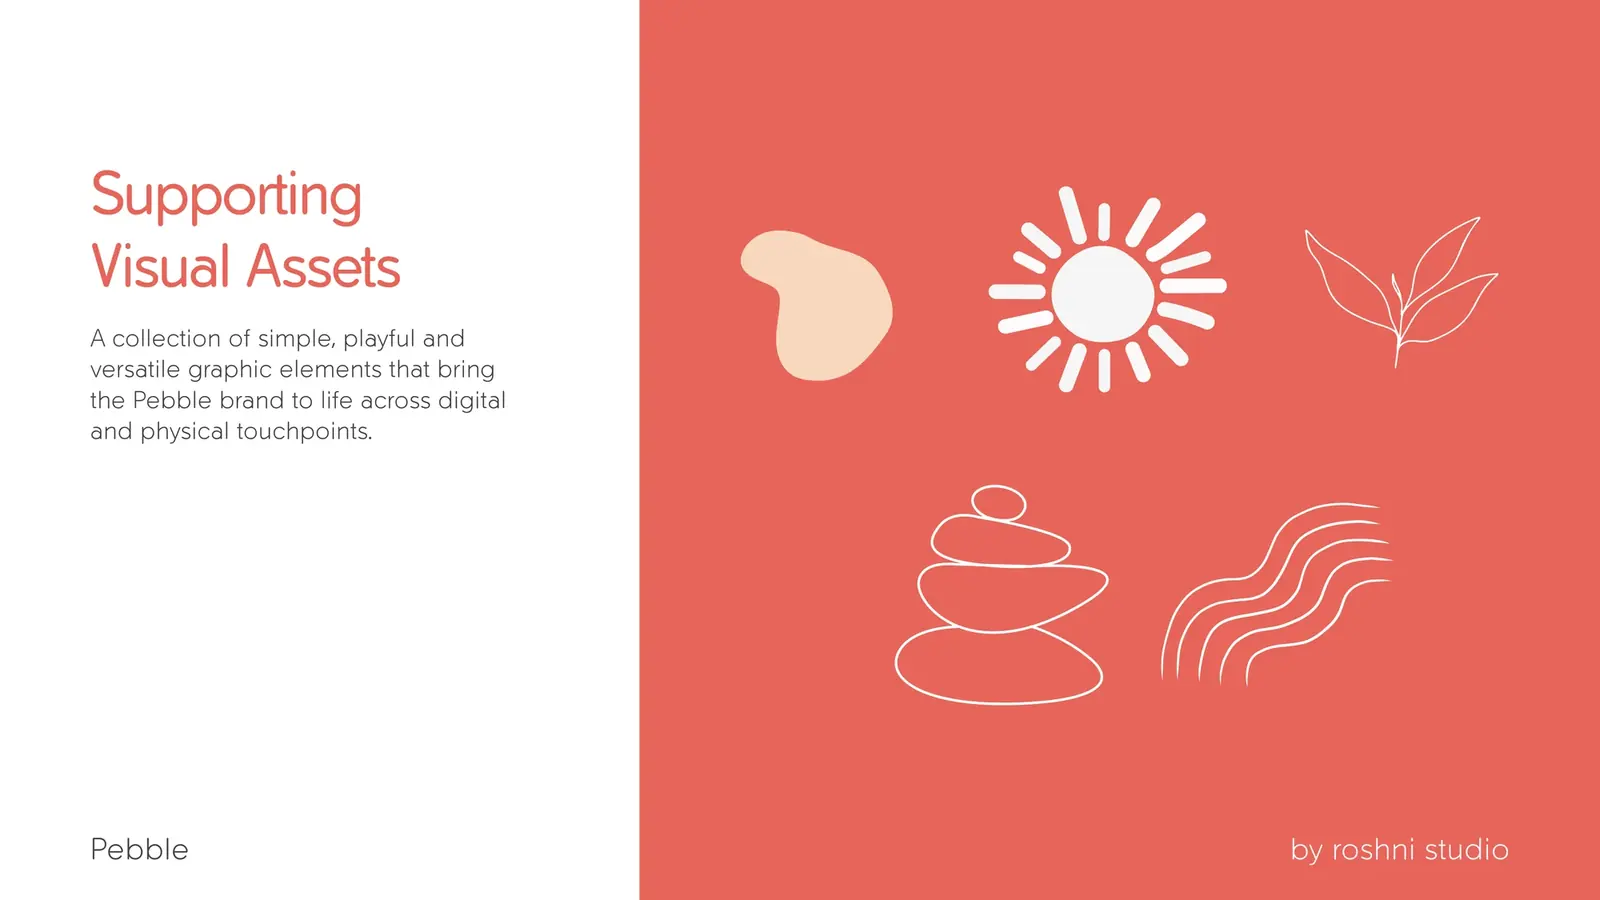 Supporting
Visual Assets
A collection of simple, playful and
versatile graphic elements that bring
the Pebble brand to life across digital
and physical touchpoints.
Pebble
by roshni studio